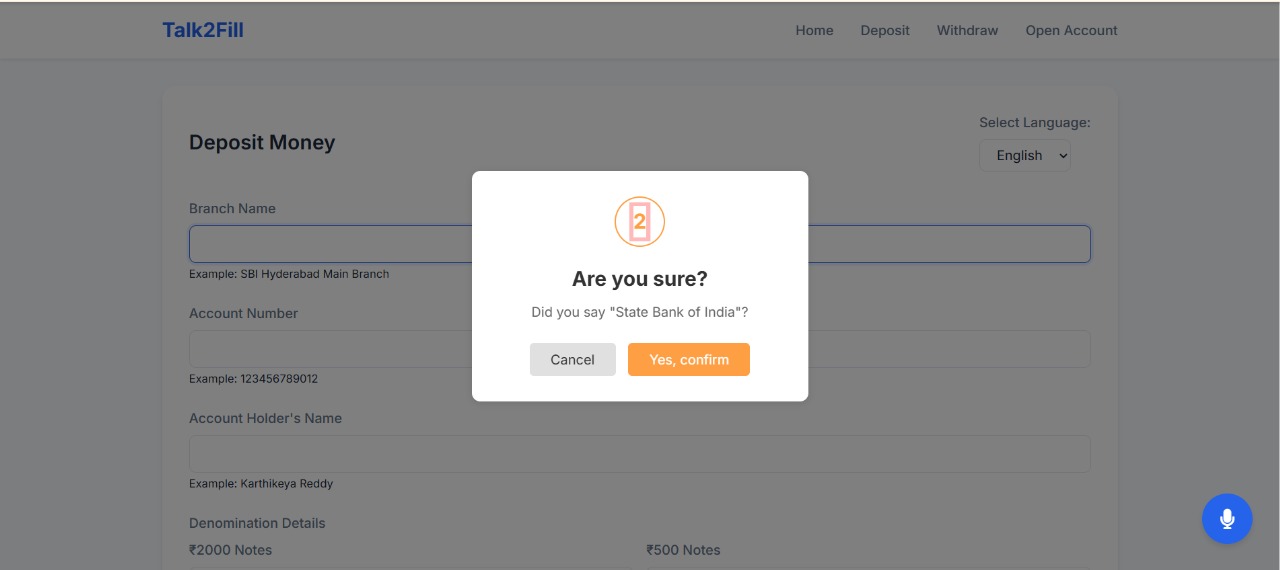 Talk2Fill
Home Deposit Withdraw Open Account
Deposit Money
Select Language:
English
Branch Name
Example: SBI Hyderabad Main Branch
2
Are you sure?
Did you say "State Bank of India"?
Cancel Yes, confirm
Account Number
Example: 123456789012
Account Holder's Name
Example: Karthikeya Reddy
Denomination Details
₹2000 Notes ₹500 Notes